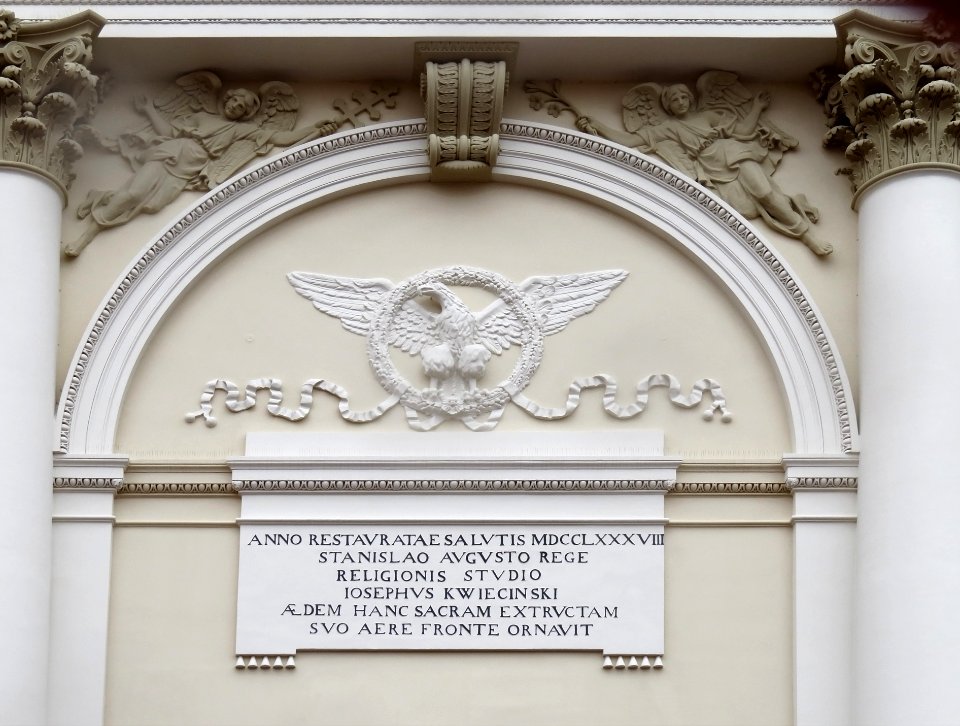 ANNO RESTAVRATAE SALVTIS MDCCLXXXVIII
STANISLAO AVGVSTO REGE
RELIGIONIS STVDIO
IOSEPHVS KWIECINSKI
ÆDEM HANC SACRAM EXTRVCTAM
SVO AERE FRONTE ORNAVIT